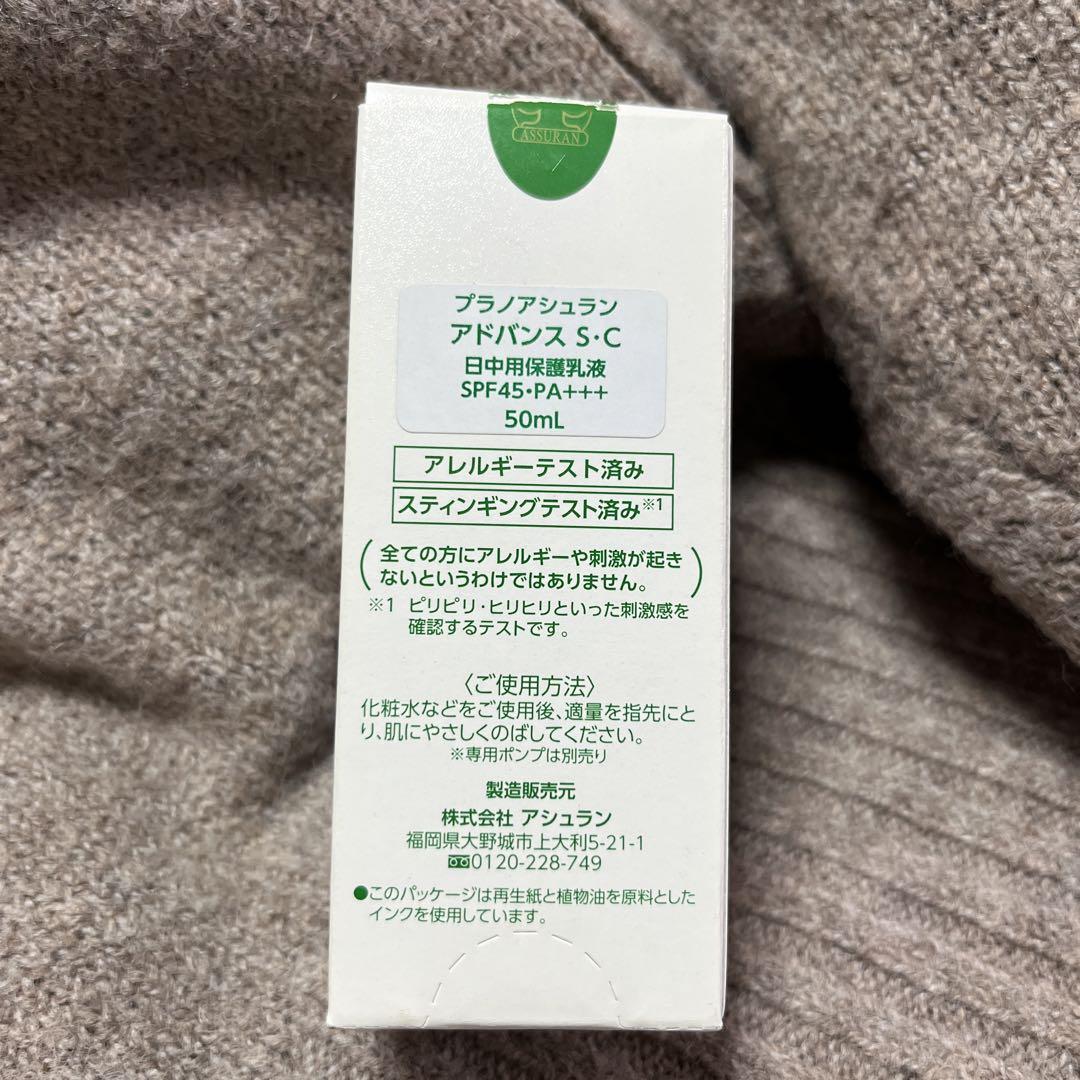 ASSURAN
プラノアシュラン
アドバンス S・C
日中用保護乳液
SPF45・PA+++
50mL
アレルギーテスト済み
スティンギングテスト済み※1
(全ての方にアレルギーや刺激が起き
ないというわけではありません。)
※1 ピリピリ・ヒリヒリといった刺激感を
確認するテストです。
〈ご使用方法〉
化粧水などをご使用後、適量を指先にと
り、肌にやさしくのばしてください。
※専用ポンプは別売り
製造販売元
株式会社 アシュラン
福岡県大野城市上大利5-21-1
0120-228-749
●このパッケージは再生紙と植物油を原料とした
インクを使用しています。